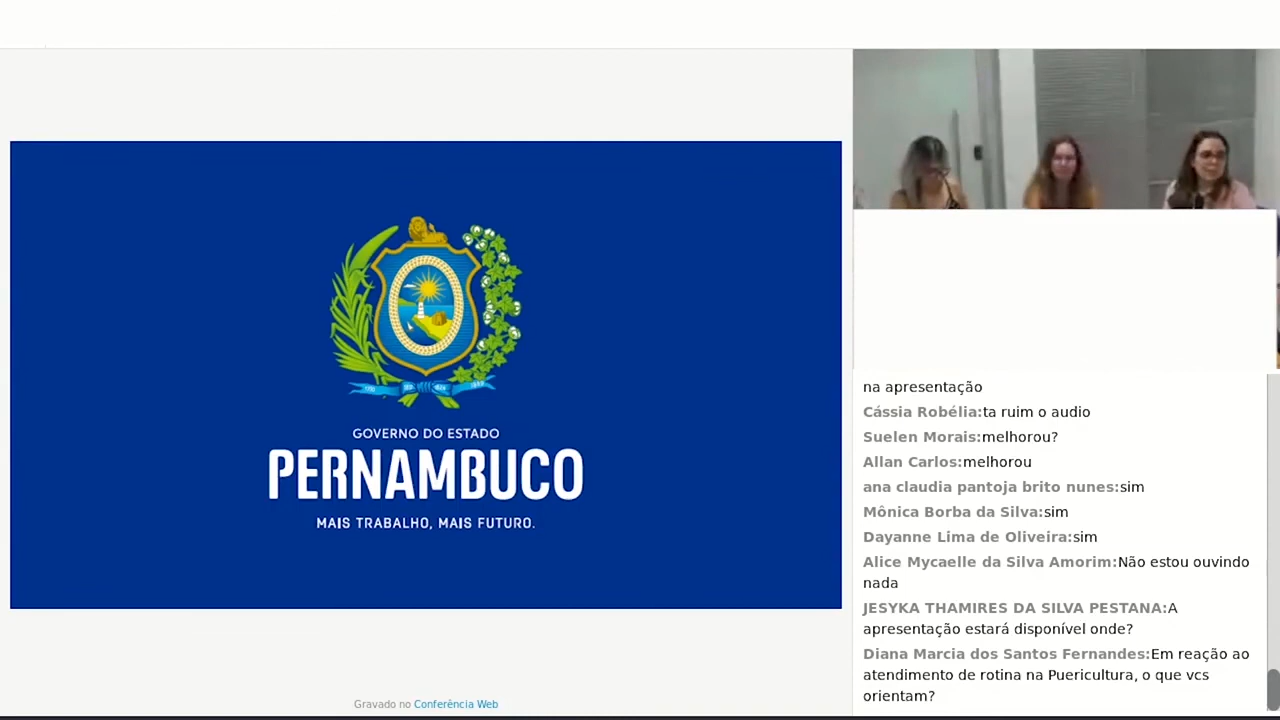 GOVERNO DO ESTADO
PERNAMBUCO
MAIS TRABALHO, MAIS FUTURO.
Gravado no Conferência Web
na apresentação
Cássia Robélia:ta ruim o audio
Suelen Morais:melhorou?
Allan Carlos:melhorou
ana claudia pantoja brito nunes:sim
Mônica Borba da Silva:sim
Dayanne Lima de Oliveira:sim
Alice Mycaelle da Silva Amorim:Não estou ouvindo
nada
JESYKA THAMIRES DA SILVA PESTANA:A
apresentação estará disponível onde?
Diana Marcia dos Santos Fernandes:Em reação ao
atendimento de rotina na Puericultura, o que vcs
orientam?